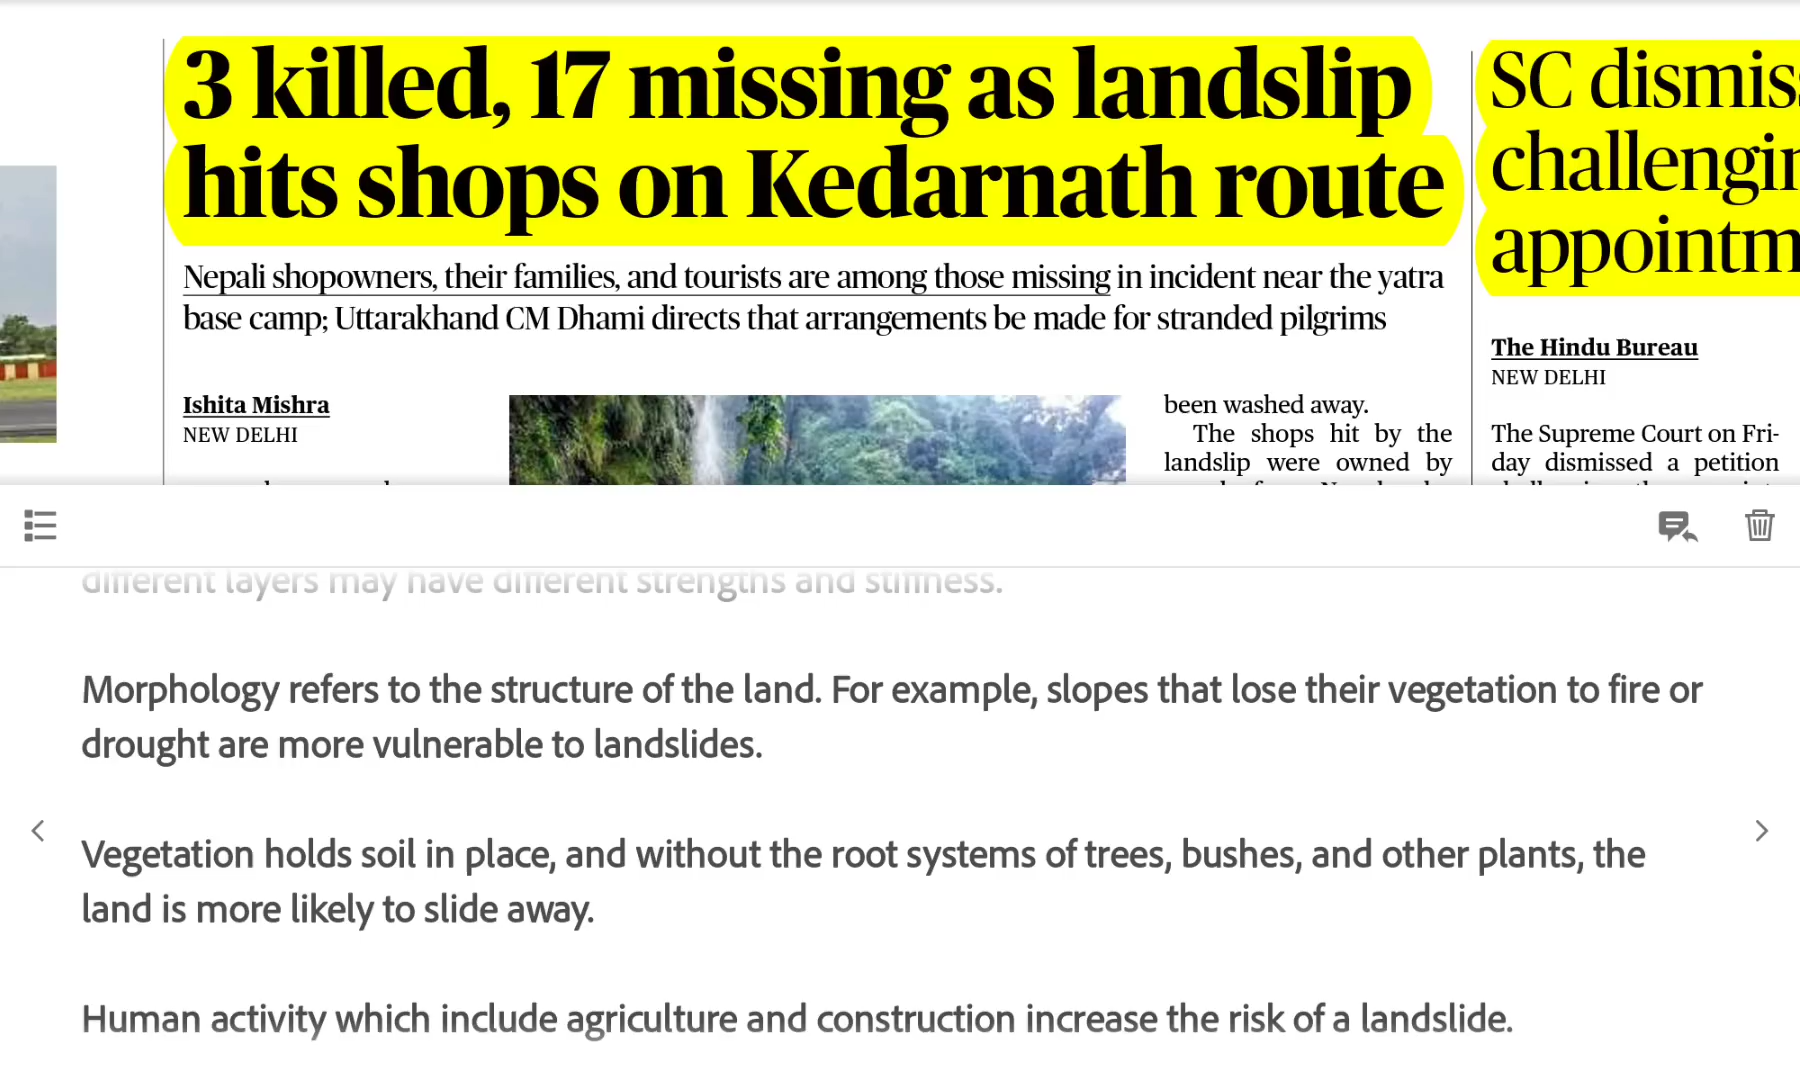 3 killed, 17 missing as landslip
hits shops on Kedarnath route
Nepali shopowners, their families, and tourists are among those missing in incident near the yatra
base camp; Uttarakhand CM Dhami directs that arrangements be made for stranded pilgrims
Ishita Mishra
NEW DELHI
been washed away.
The shops hit by the
landslip were owned by
SC
challenging
The Hindu Bureau
NEW DELHI
The Supreme Court on Fri-
day dismissed a petition
different layers may have different strengths and stiffness.
Morphology refers to the structure of the land. For example, slopes that lose their vegetation to fire or
drought are more vulnerable to landslides.
Vegetation holds soil in place, and without the root systems of trees, bushes, and other plants, the
land is more likely to slide away.
Human activity which include agriculture and construction increase the risk of a landslide.